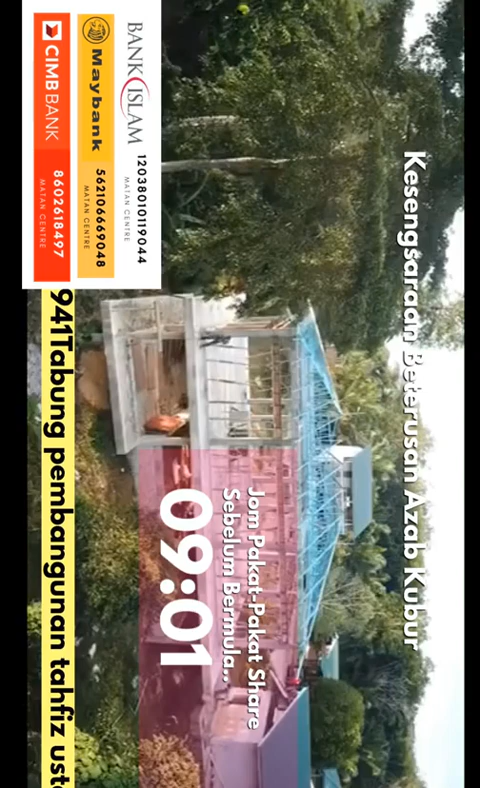 Kesengsaraan Beterusan Azab Kubur
Jom Pakat-Pakat Share
Sebelum Bermula..
09:01
BANK ISLAM
12038010119044
MATAN CENTRE
Maybank
562106669048
MATAN CENTRE
CIMB BANK
8602618497
MATAN CENTRE
941Tabung pembangunan tahfiz ust